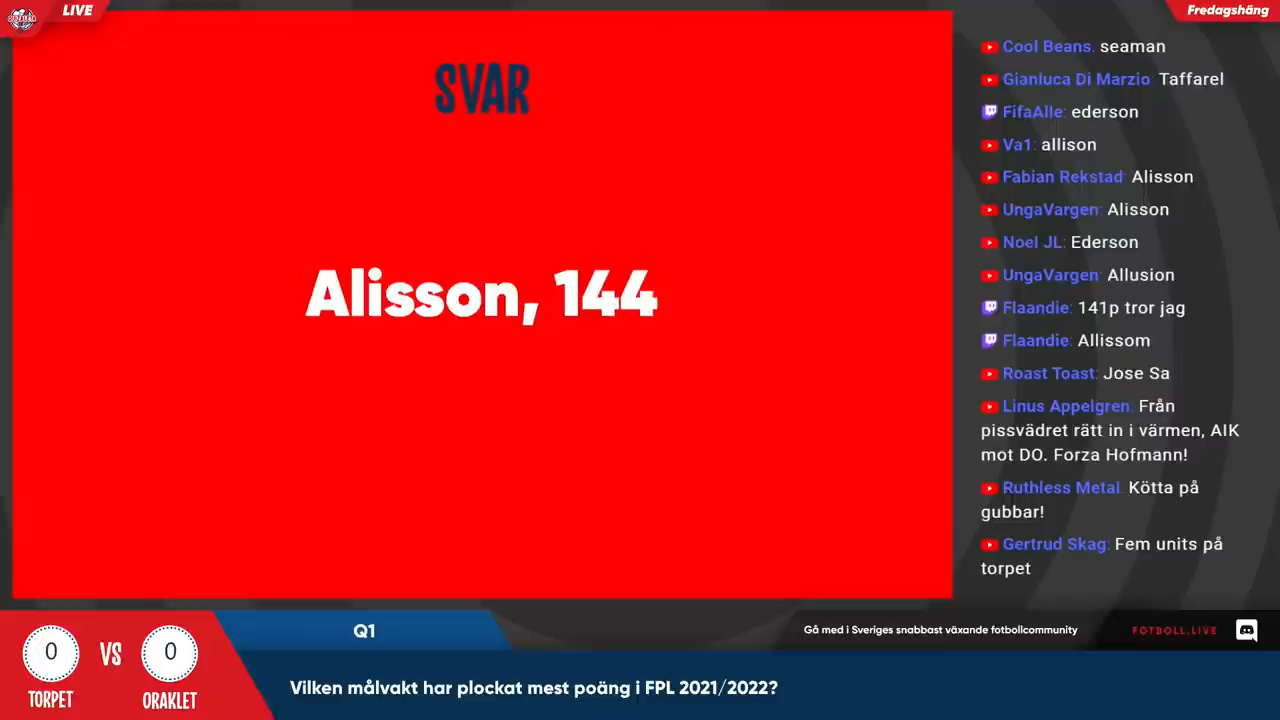 LIVE
Fredagshäng
SVAR
Alisson, 144
Cool Beans: seaman
Gianluca Di Marzio: Taffarel
FifaAlle: ederson
Va1: allison
Fabian Rekstad: Alisson
UngaVargen: Alisson
Noel JL: Ederson
UngaVargen: Allusion
Flaandie: 141p tror jag
Flaandie: Allissom
Roast Toast: Jose Sa
Linus Appelgren: Från
pissvädret rätt in i värmen, AIK
mot DO. Forza Hofmann!
Ruthless Metal: Kötta på
gubbar!
Gertrud Skag: Fem units på
torpet
0 VS 0
TORPET ORAKLET
Q1
Gå med i Sveriges snabbast växande fotbollcommunity
FOTBOLL.LIVE
Vilken målvakt har plockat mest poäng i FPL 2021/2022?